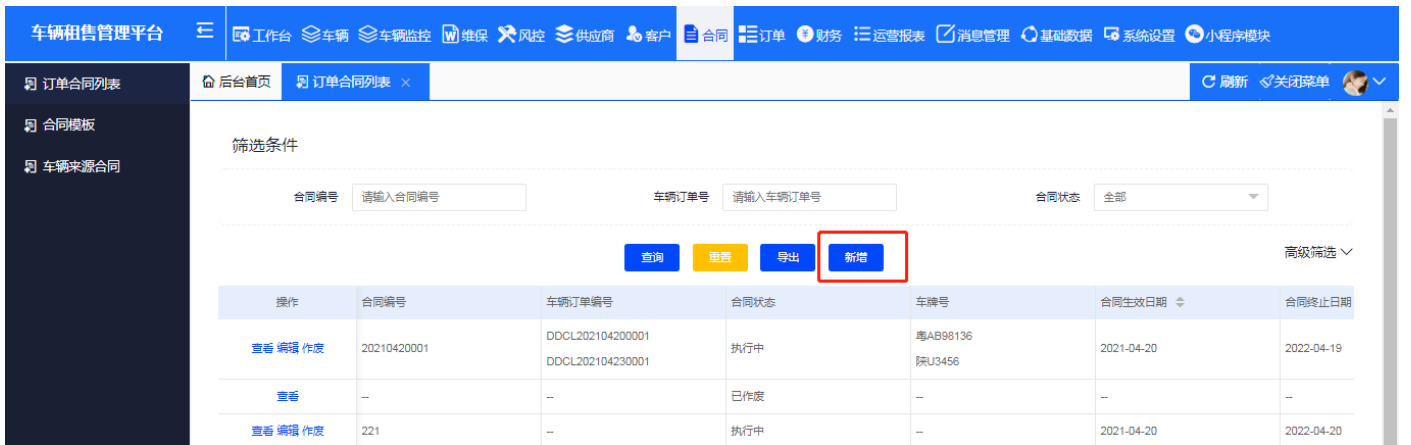 车辆租售管理平台
工作台 车辆 车辆监控 维保 风控 供应商 客户 合同 订单 财务 运营报表 消息管理 基础数据 系统设置 小程序模块
订单合同列表
合同模板
车辆来源合同
后台首页 订单合同列表 × 刷新 关闭菜单
筛选条件
合同编号 请输入合同编号 车辆订单号 请输入车辆订单号 合同状态 全部
查询 重置 导出 新增 高级筛选
操作 合同编号 车辆订单编号 合同状态 车牌号 合同生效日期 合同终止日期
查看 编辑 作废 20210420001 DDCL202104200001 执行中 粤AB98136 2021-04-20 2022-04-19
DDCL202104230001 陕U3456
查看 -- -- 已作废 -- -- --
查看 编辑 作废 221 -- 执行中 -- 2021-04-20 2022-04-20